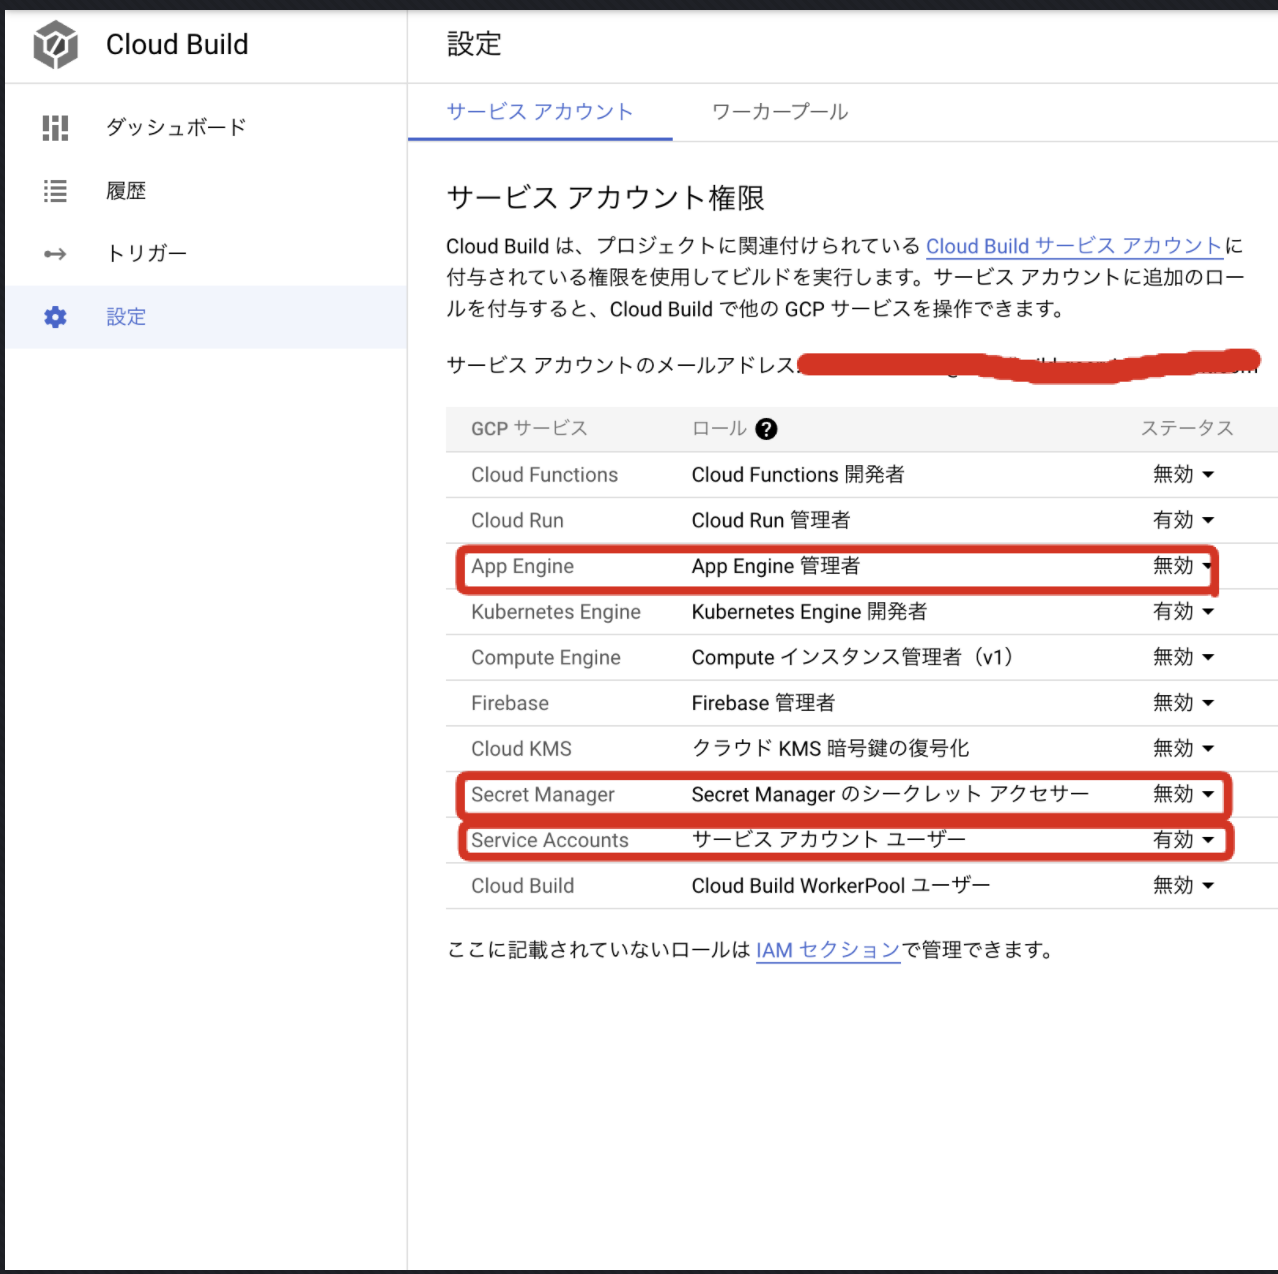 Cloud Build
設定
ダッシュボード
履歴
トリガー
設定
サービス アカウント
ワーカープール
サービス アカウント権限
Cloud Build は、プロジェクトに関連付けられている Cloud Build サービス アカウントに
付与されている権限を使用してビルドを実行します。サービス アカウントに追加のロー
ルを付与すると、Cloud Build で他の GCP サービスを操作できます。
サービス アカウントのメールアドレス
GCP サービス ロール ステータス
Cloud Functions Cloud Functions 開発者 無効
Cloud Run Cloud Run 管理者 有効
App Engine App Engine 管理者 無効
Kubernetes Engine Kubernetes Engine 開発者 有効
Compute Engine Compute インスタンス管理者（v1） 無効
Firebase Firebase 管理者 無効
Cloud KMS クラウド KMS 暗号鍵の復号化 無効
Secret Manager Secret Manager のシークレット アクセサー 無効
Service Accounts サービス アカウント ユーザー 有効
Cloud Build Cloud Build WorkerPool ユーザー 無効
ここに記載されていないロールは IAM セクションで管理できます。